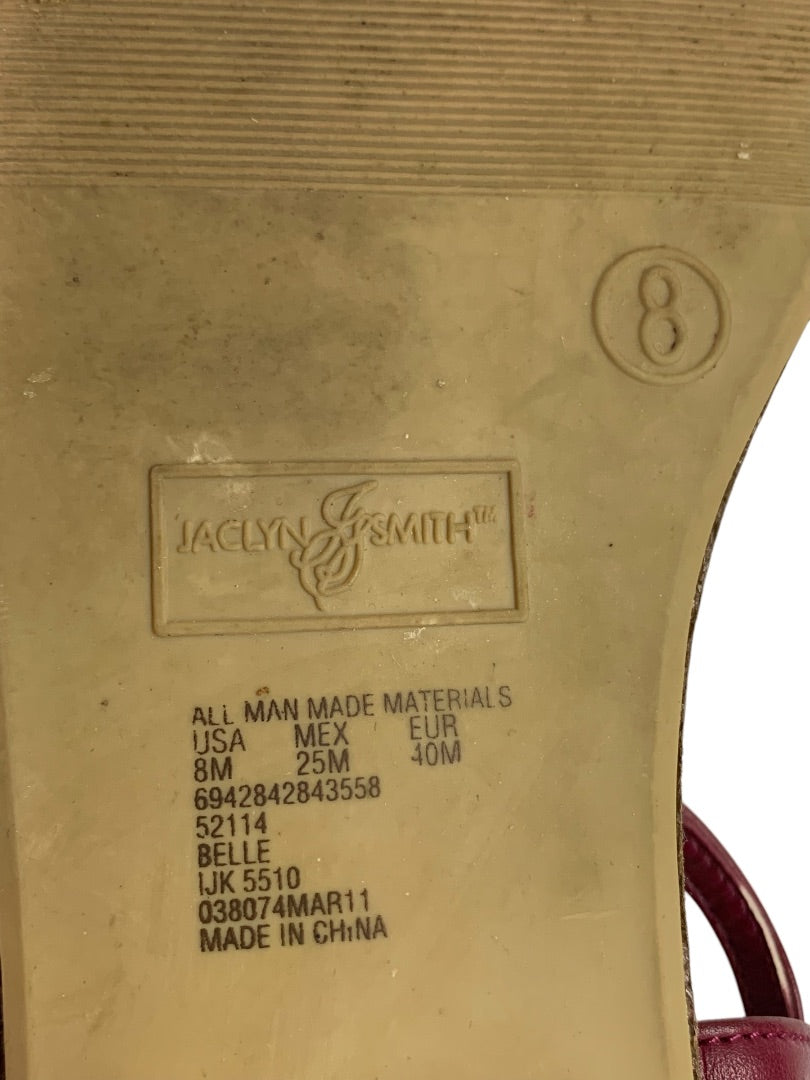 8
JACLYN JS SMITH™
ALL MAN MADE MATERIALS
USA MEX EUR
8M 25M 40M
6942842843558
52114
BELLE
IJK 5510
038074MAR11
MADE IN CHINA